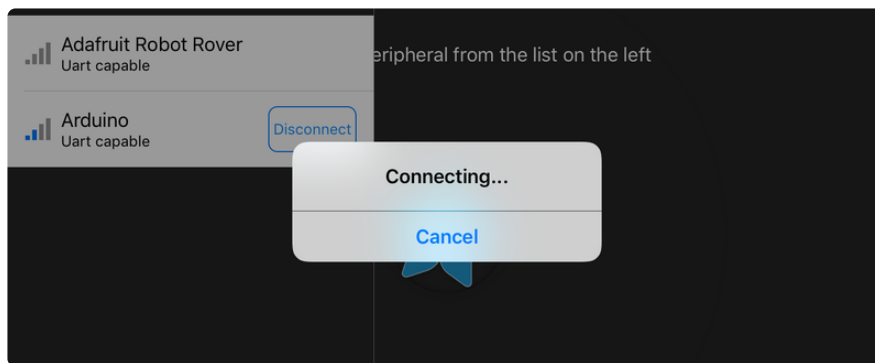 Adafruit Robot Rover
Uart capable
eripheral from the list on the left
Arduino
Uart capable
Disconnect
Connecting...
Cancel